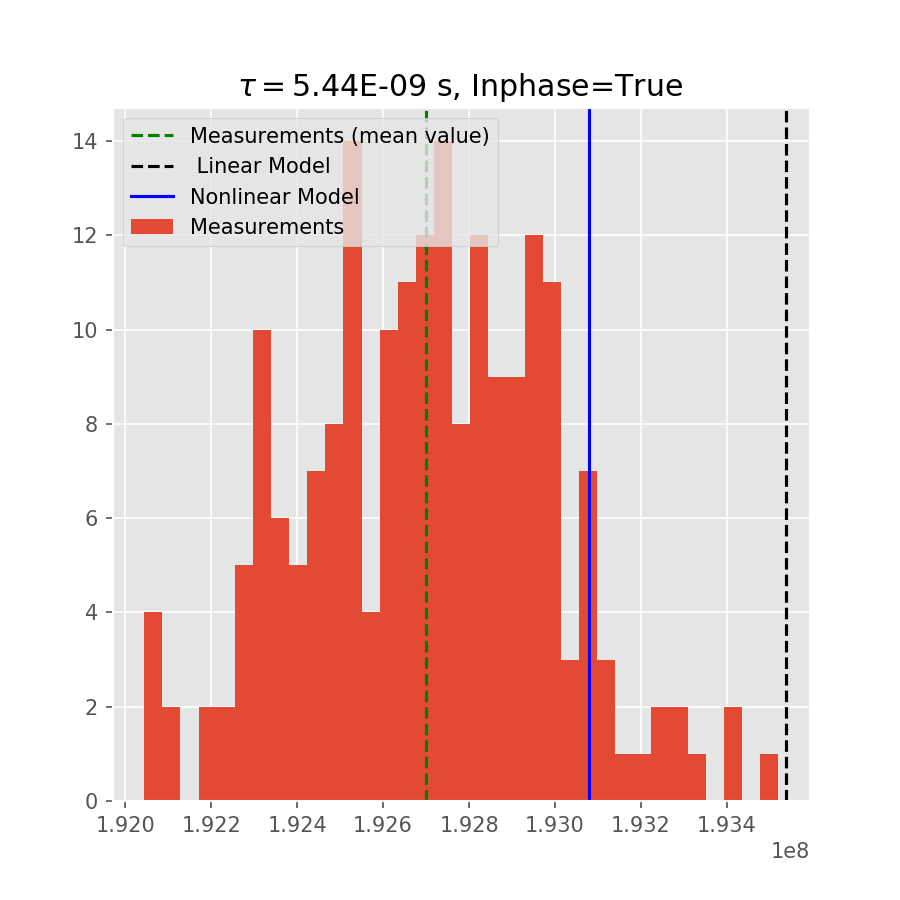 τ = 5.44E-09 s, Inphase=True
Measurements (mean value)
Linear Model
Nonlinear Model
Measurements
14
12
10
8
6
4
2
0
1.920 1.922 1.924 1.926 1.928 1.930 1.932 1.934
1e8